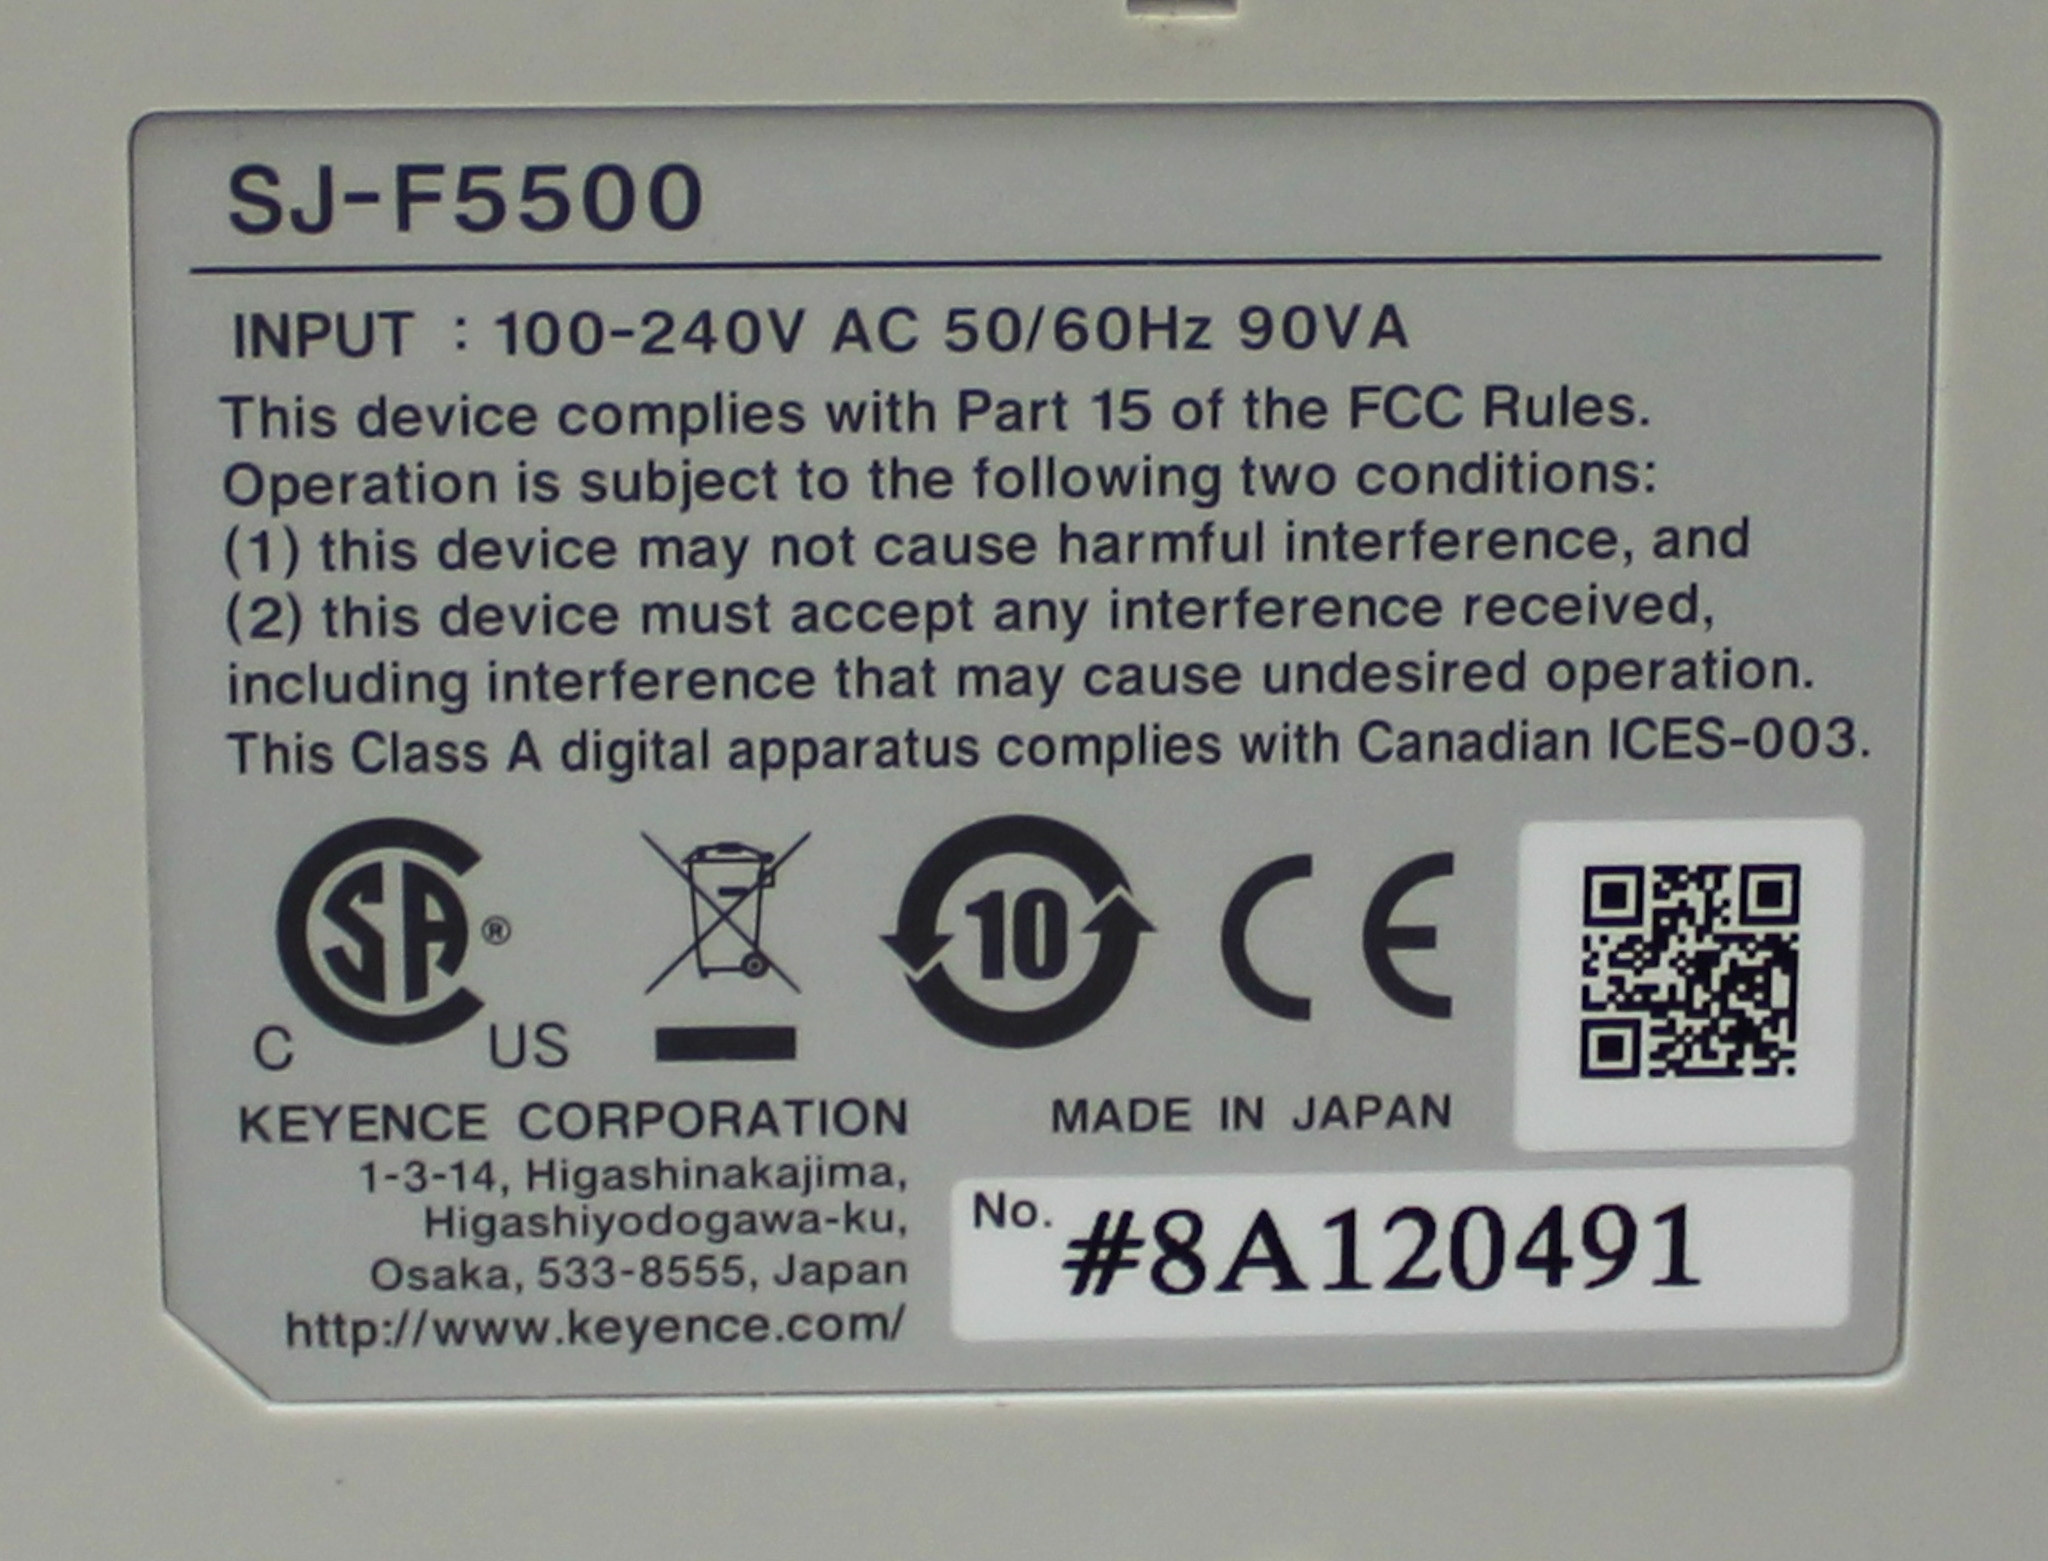 SJ-F5500
INPUT : 100-240V AC 50/60Hz 90VA
This device complies with Part 15 of the FCC Rules.
Operation is subject to the following two conditions:
(1) this device may not cause harmful interference, and
(2) this device must accept any interference received,
including interference that may cause undesired operation.
This Class A digital apparatus complies with Canadian ICES-003.
SA ®
C US
10
CE
KEYENCE CORPORATION
1-3-14, Higashinakajima,
Higashiyodogawa-ku,
Osaka, 533-8555, Japan
http://www.keyence.com/
MADE IN JAPAN
No. #8A120491